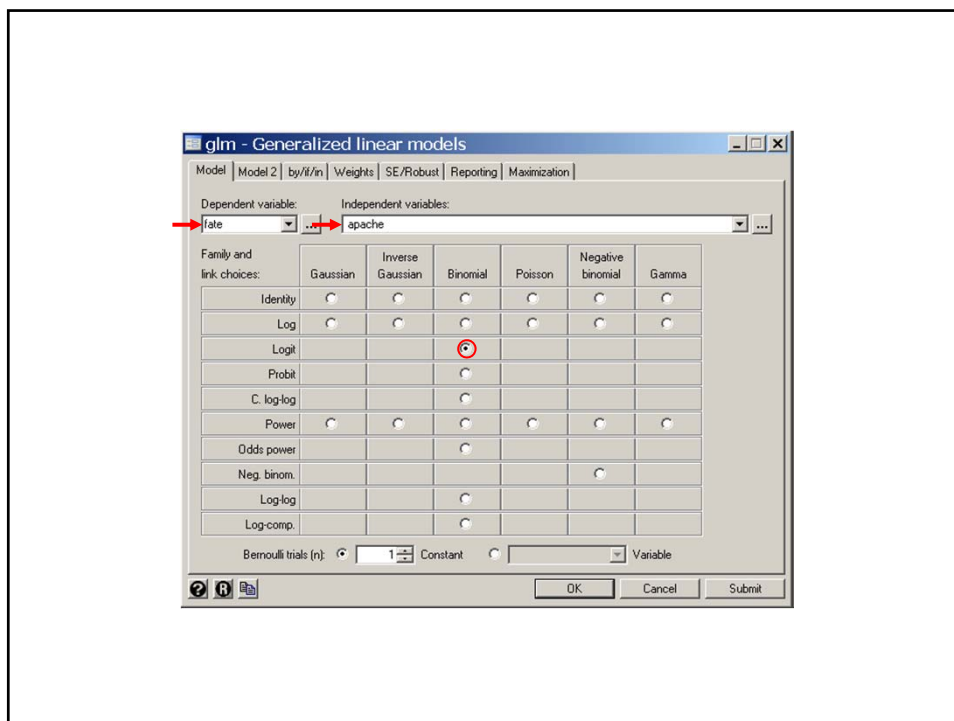 glm - Generalized linear models
Model Model 2 by/if/in Weights SE/Robust Reporting Maximization
Dependent variable: Independent variables:
fate ... apache ...
Family and link choices: Gaussian Inverse Gaussian Binomial Poisson Negative binomial Gamma
Identity
Log
Logit
Probit
C. log-log
Power
Odds power
Neg. binom.
Log-log
Log-comp.
Bernoulli trials (n): 1 Constant Variable
? R OK Cancel Submit